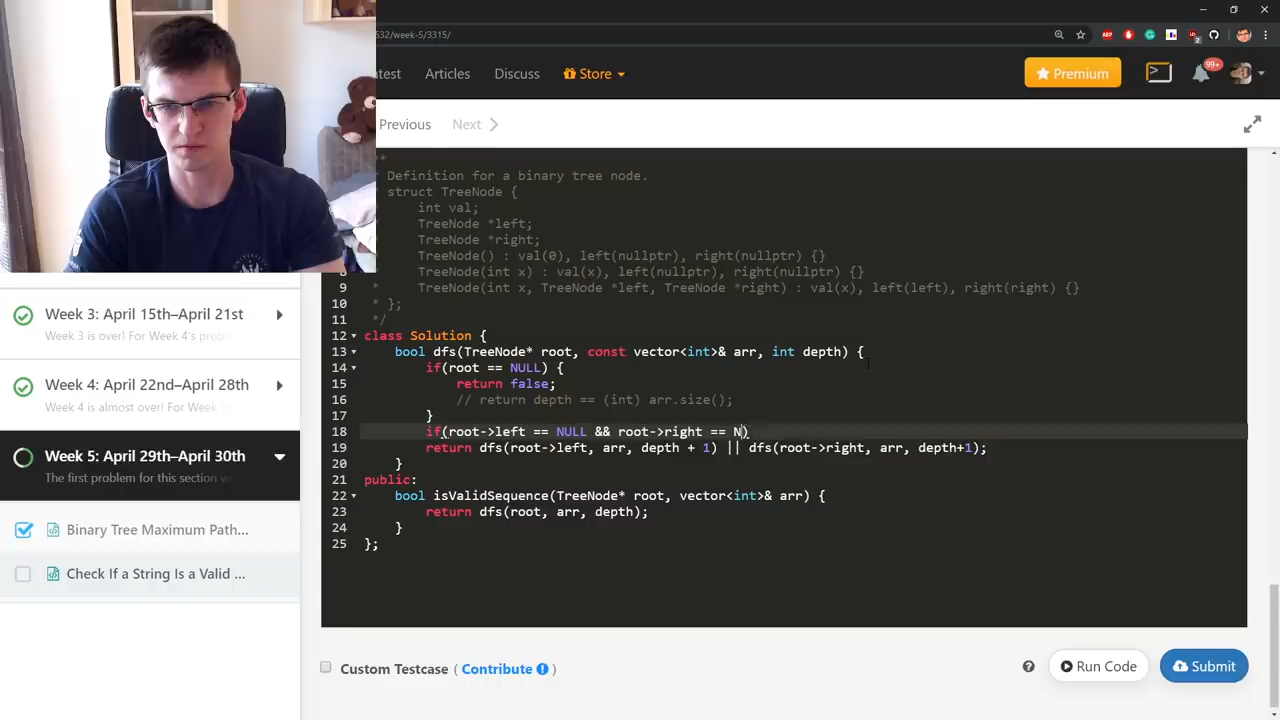 532/week-5/3315/
test Articles Discuss Store Premium 99+
Previous Next
*
Definition for a binary tree node.
struct TreeNode {
int val;
TreeNode *left;
TreeNode *right;
TreeNode() : val(0), left(nullptr), right(nullptr) {}
8 * TreeNode(int x) : val(x), left(nullptr), right(nullptr) {}
9 * TreeNode(int x, TreeNode *left, TreeNode *right) : val(x), left(left), right(right) {}
10 * };
11 */
12 class Solution {
13 bool dfs(TreeNode* root, const vector<int>& arr, int depth) {
14 if(root == NULL) {
15 return false;
16 // return depth == (int) arr.size();
17 }
18 if(root->left == NULL && root->right == N)
19 return dfs(root->left, arr, depth + 1) || dfs(root->right, arr, depth+1);
20 }
21 public:
22 bool isValidSequence(TreeNode* root, vector<int>& arr) {
23 return dfs(root, arr, depth);
24 }
25 };
Week 3: April 15th–April 21st
Week 3 is over! For Week 4's prob
Week 4: April 22nd–April 28th
Week 4 is almost over! For Week
Week 5: April 29th–April 30th
The first problem for this section w
Binary Tree Maximum Path...
Check If a String Is a Valid ...
Custom Testcase ( Contribute )
Run Code
Submit